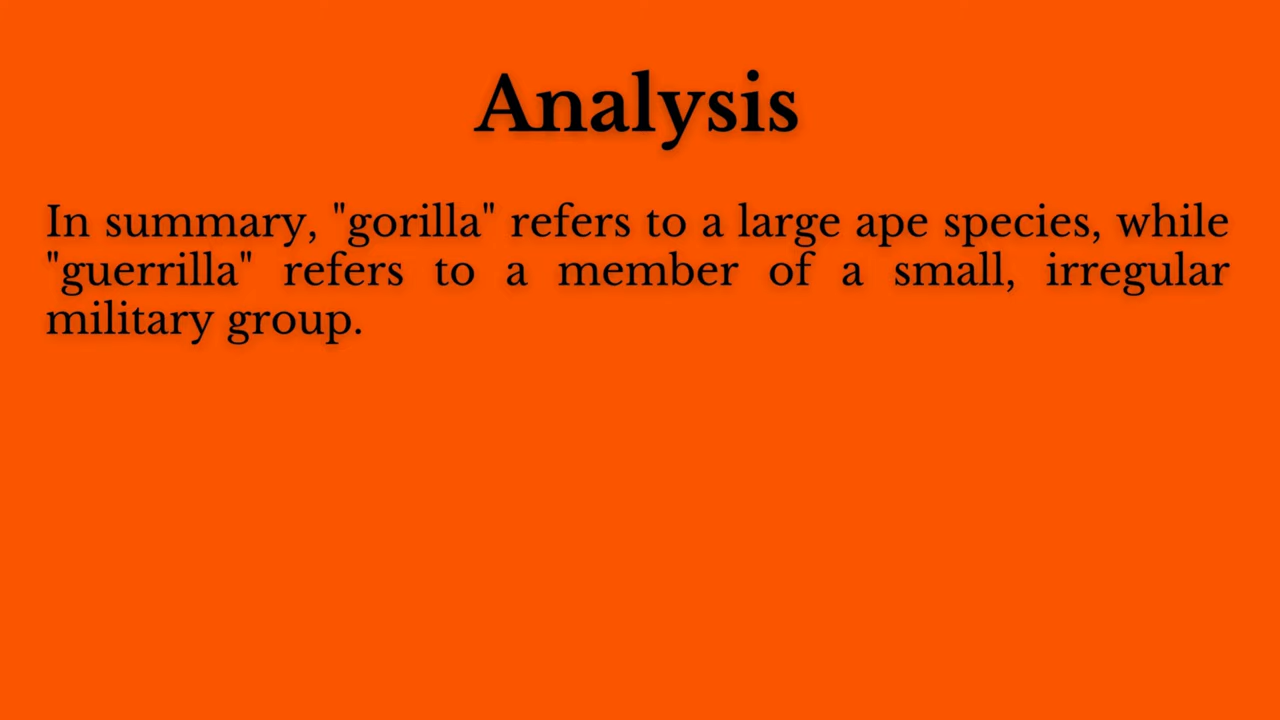 Analysis
In summary, "gorilla" refers to a large ape species, while
"guerrilla" refers to a member of a small, irregular
military group.